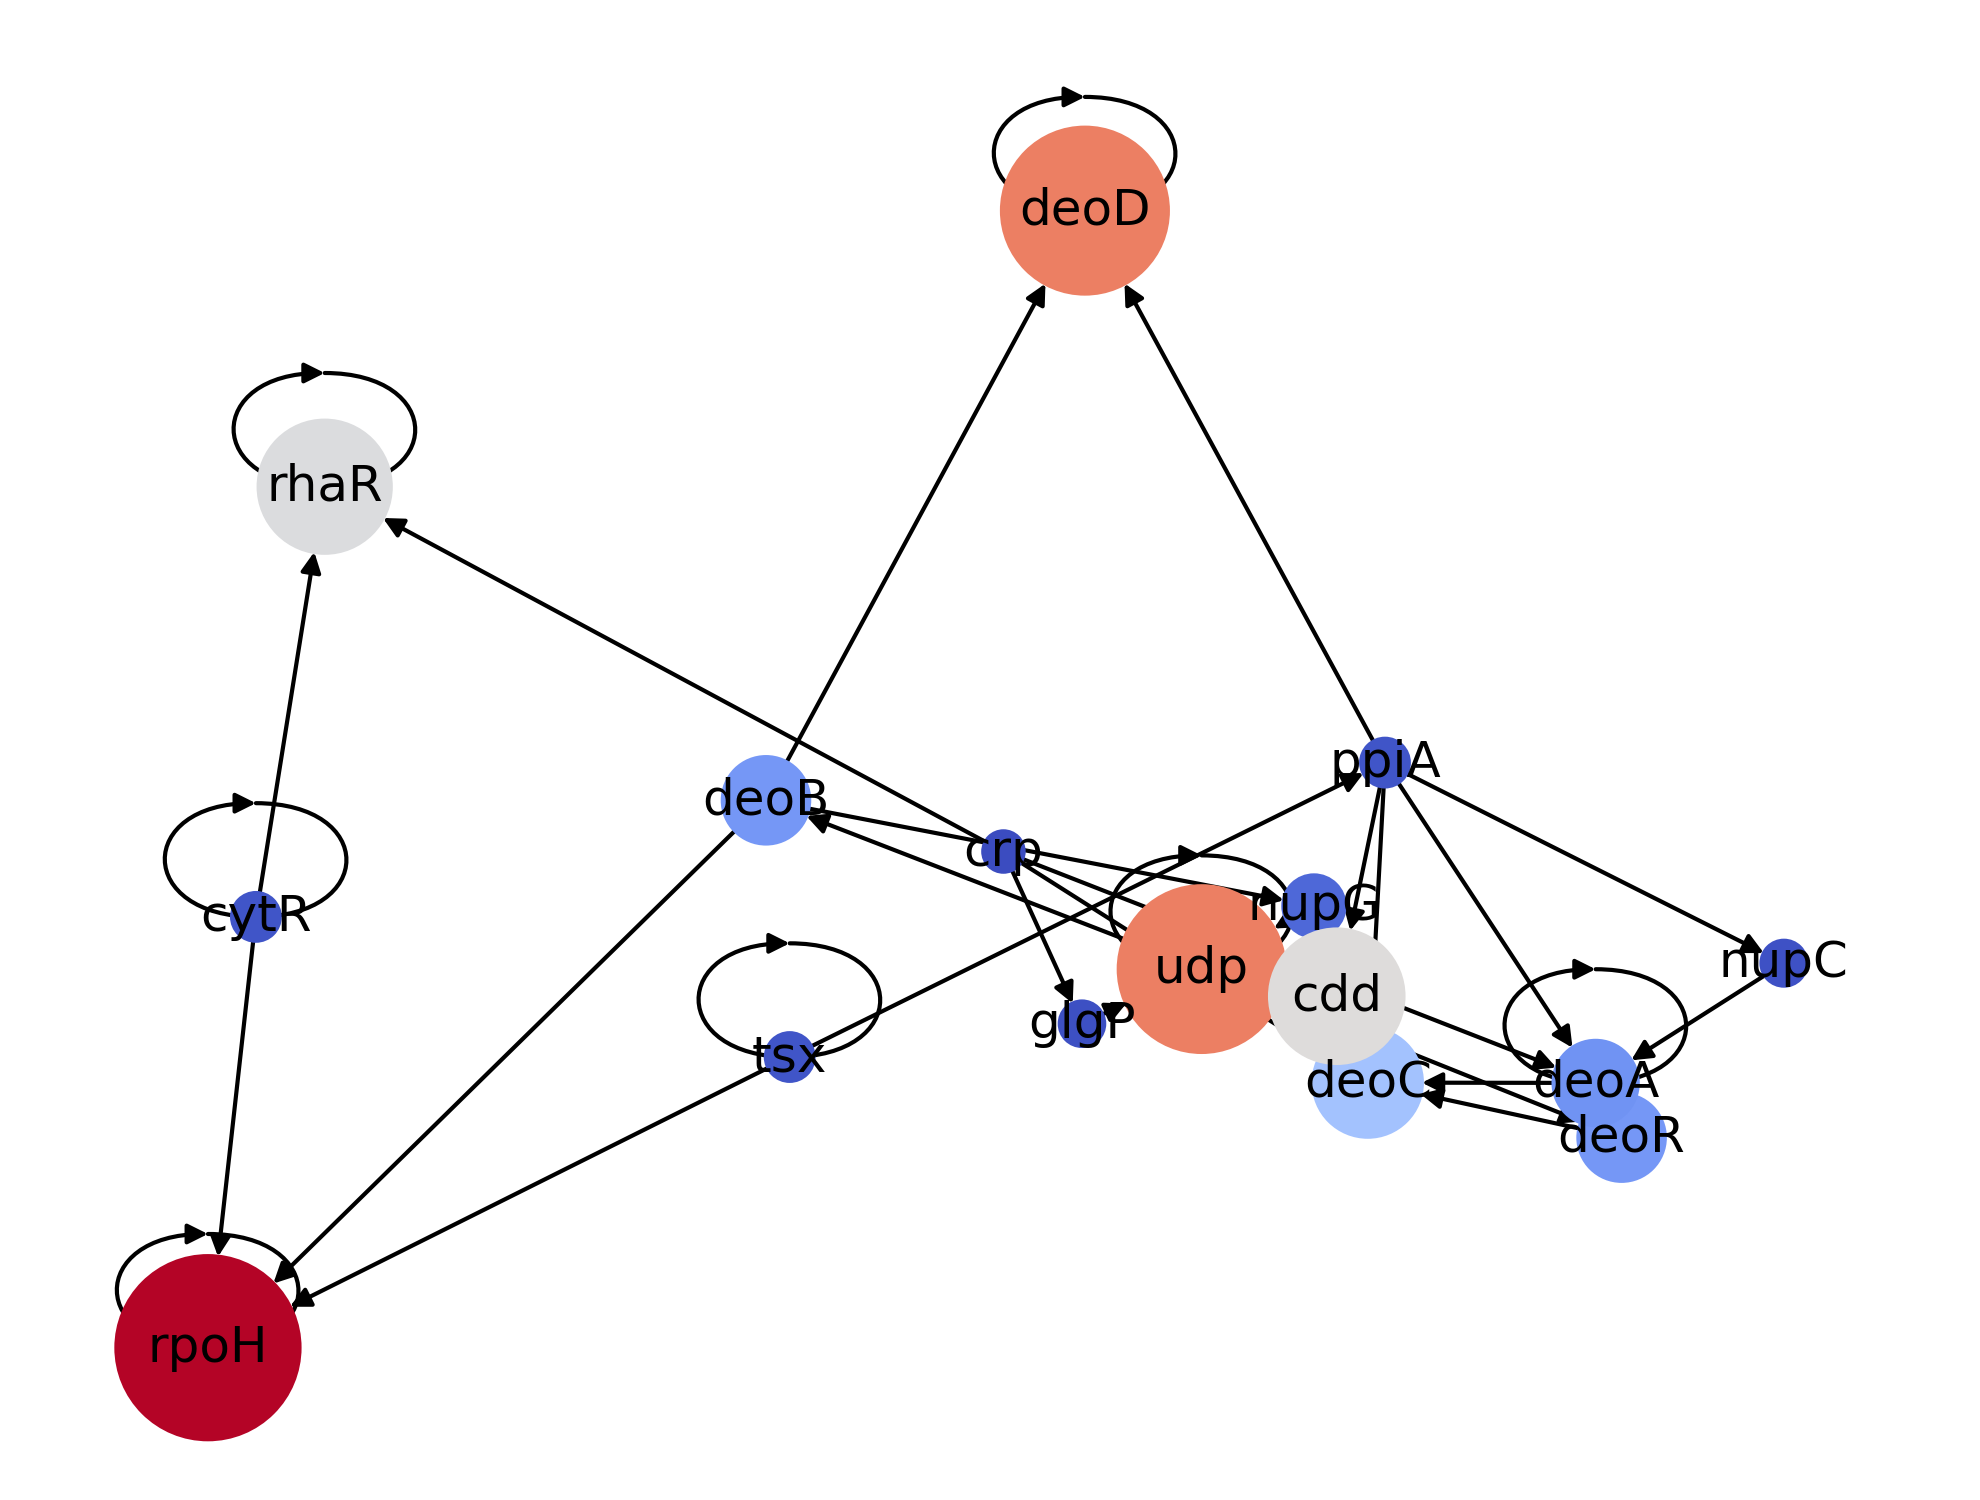 deoD
rhaR
ppiA
deoB
crp
nupG
cytR
nupC
udp
cdd
glgP
tsx
deoC
deoA
deoR
rpoH